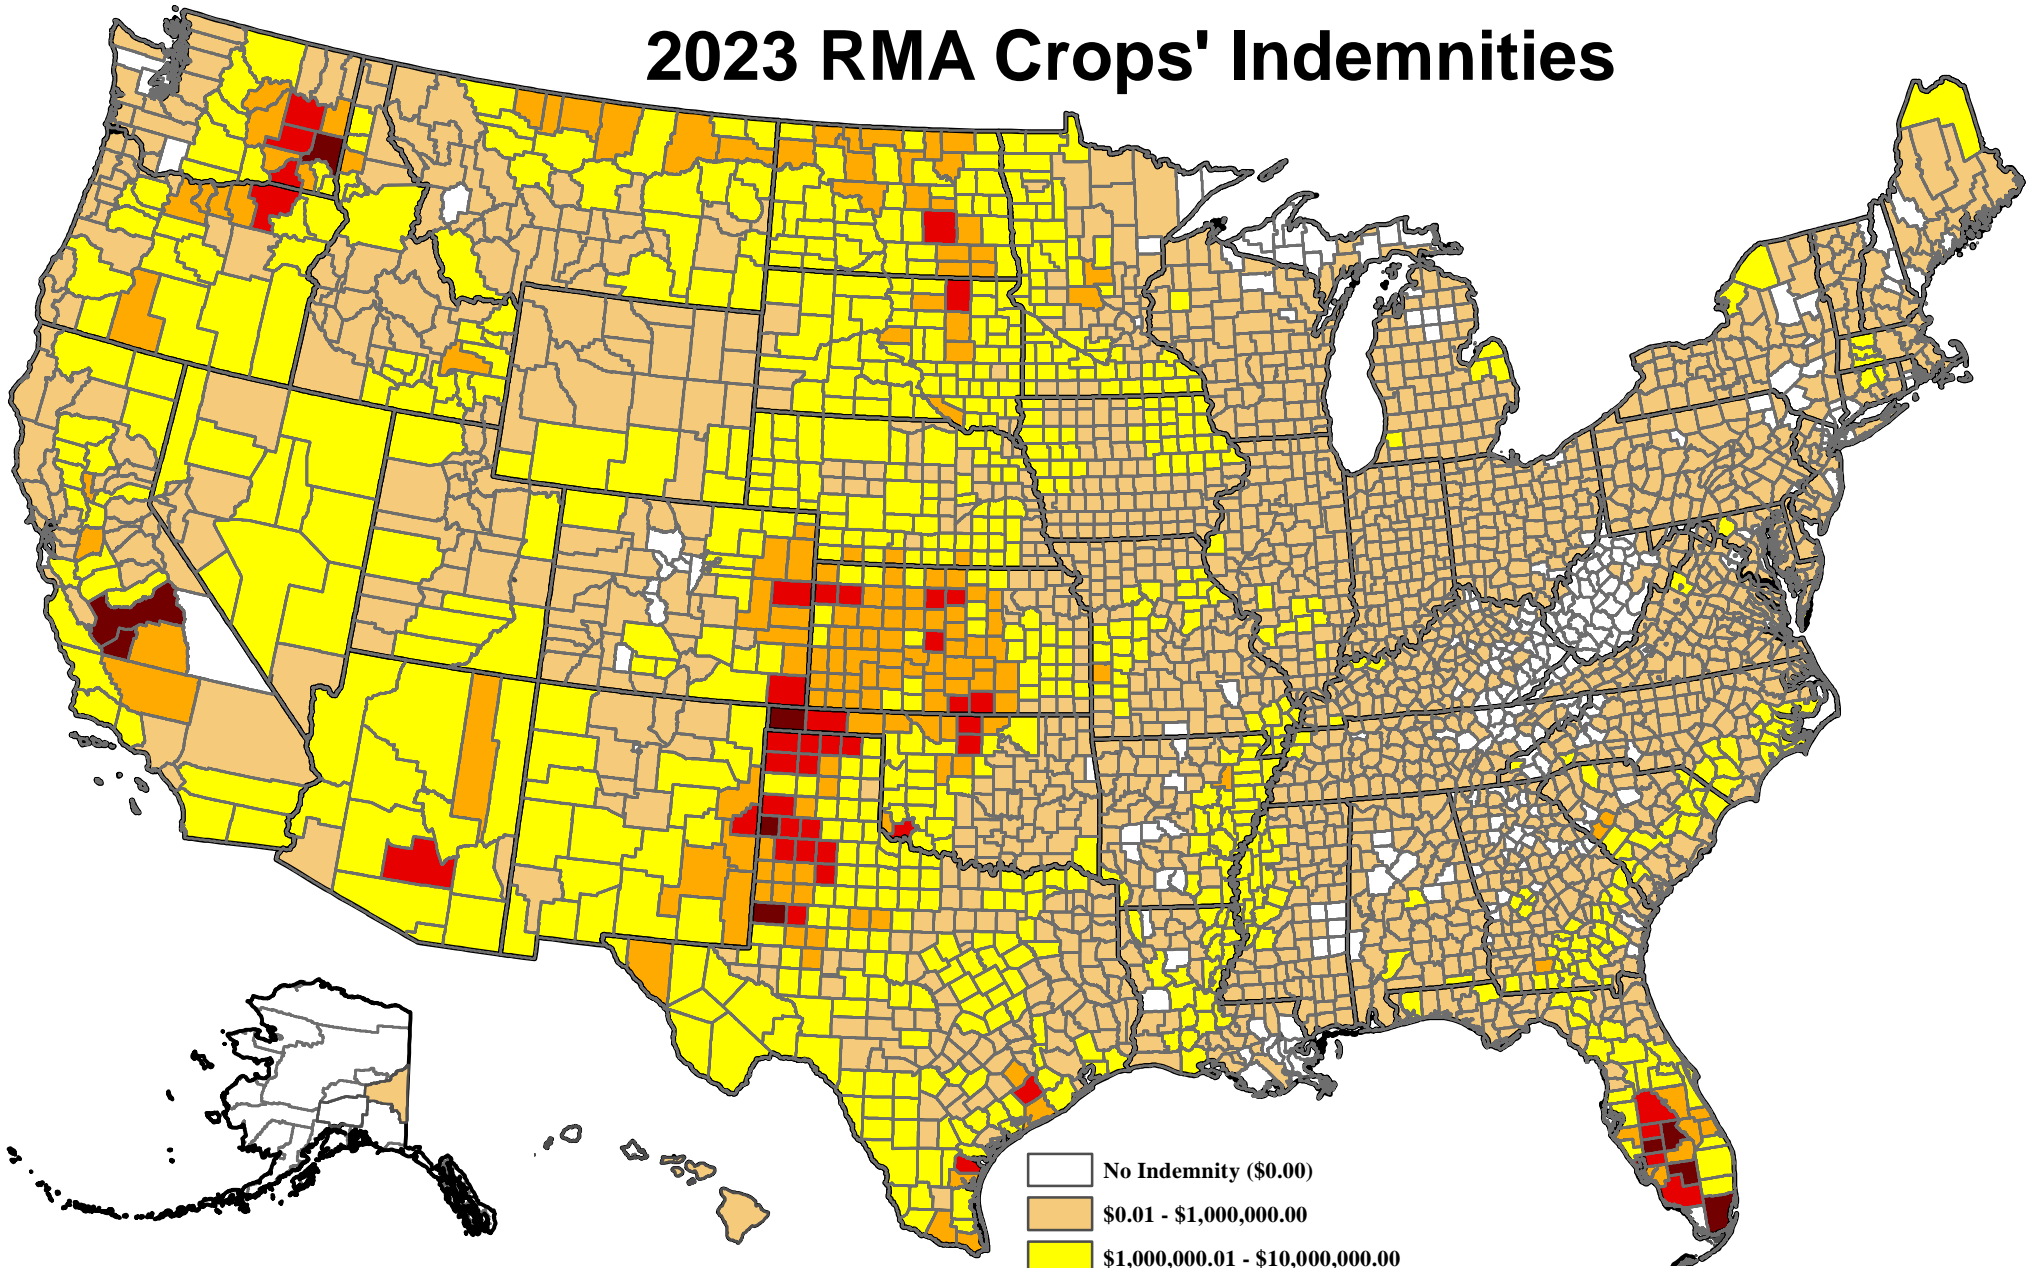 2023 RMA Crops' Indemnities
No Indemnity ($0.00)
$0.01 - $1,000,000.00
$1,000,000.01 - $10,000,000.00